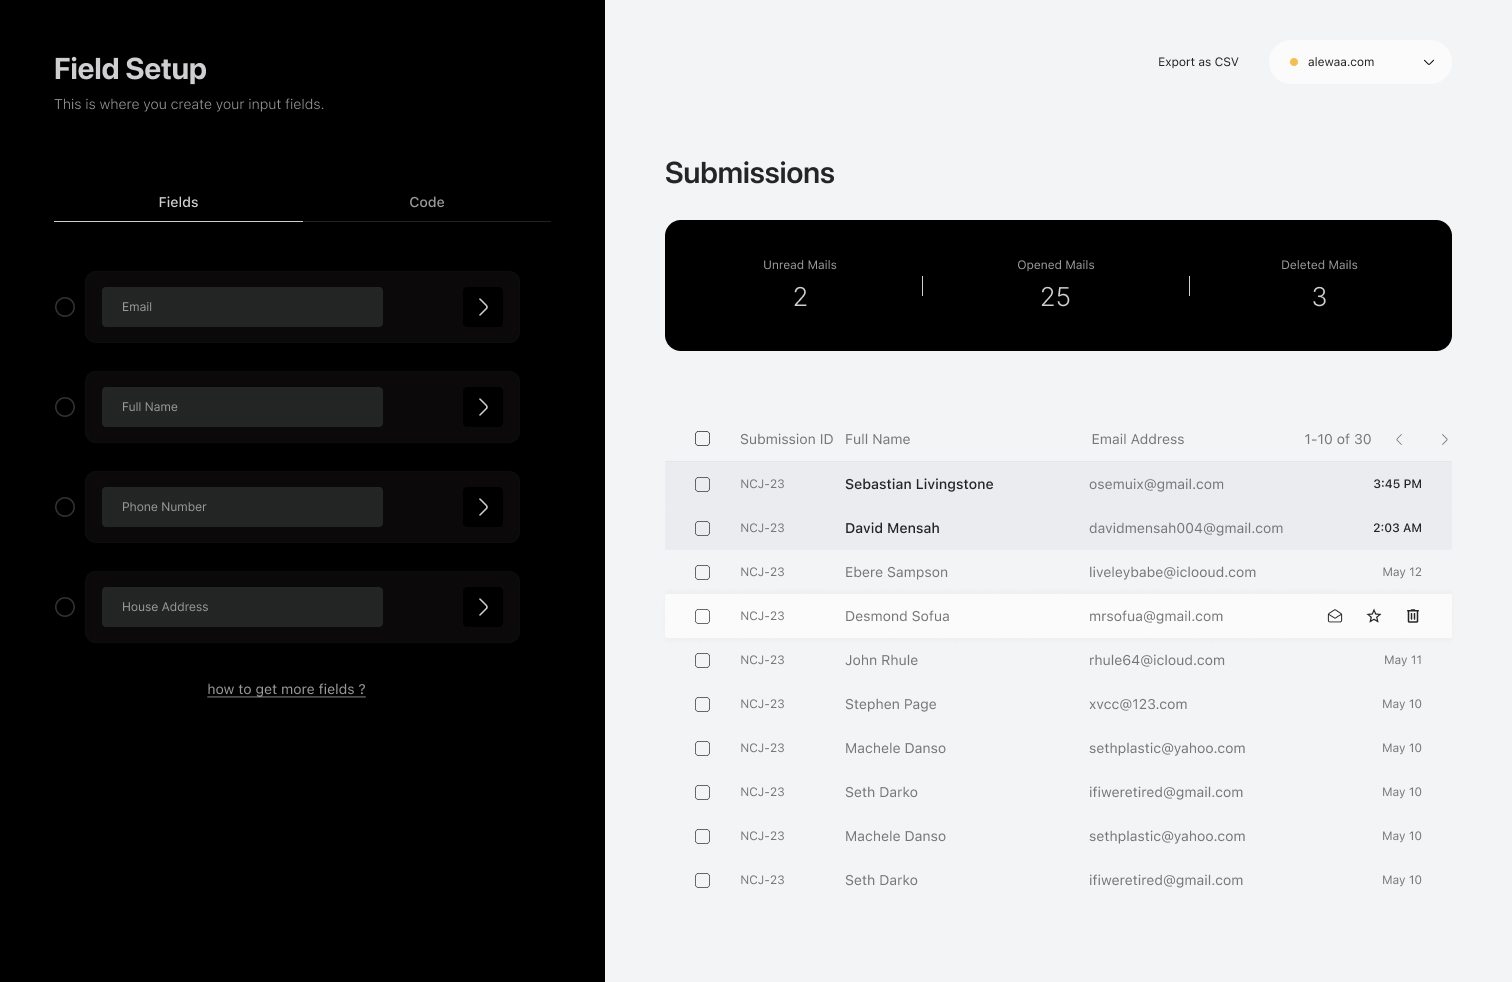 Field Setup
This is where you create your input fields.
Fields Code
Email
Full Name
Phone Number
House Address
how to get more fields ?
Export as CSV
alewaa.com
Submissions
Unread Mails Opened Mails Deleted Mails
2 25 3
Submission ID Full Name Email Address 1-10 of 30
NCJ-23 Sebastian Livingstone osemuix@gmail.com 3:45 PM
NCJ-23 David Mensah davidmensah004@gmail.com 2:03 AM
NCJ-23 Ebere Sampson liveleybabe@iclooud.com May 12
NCJ-23 Desmond Sofua mrsofua@gmail.com
NCJ-23 John Rhule rhule64@icloud.com May 11
NCJ-23 Stephen Page xvcc@123.com May 10
NCJ-23 Machele Danso sethplastic@yahoo.com May 10
NCJ-23 Seth Darko ifiweretired@gmail.com May 10
NCJ-23 Machele Danso sethplastic@yahoo.com May 10
NCJ-23 Seth Darko ifiweretired@gmail.com May 10